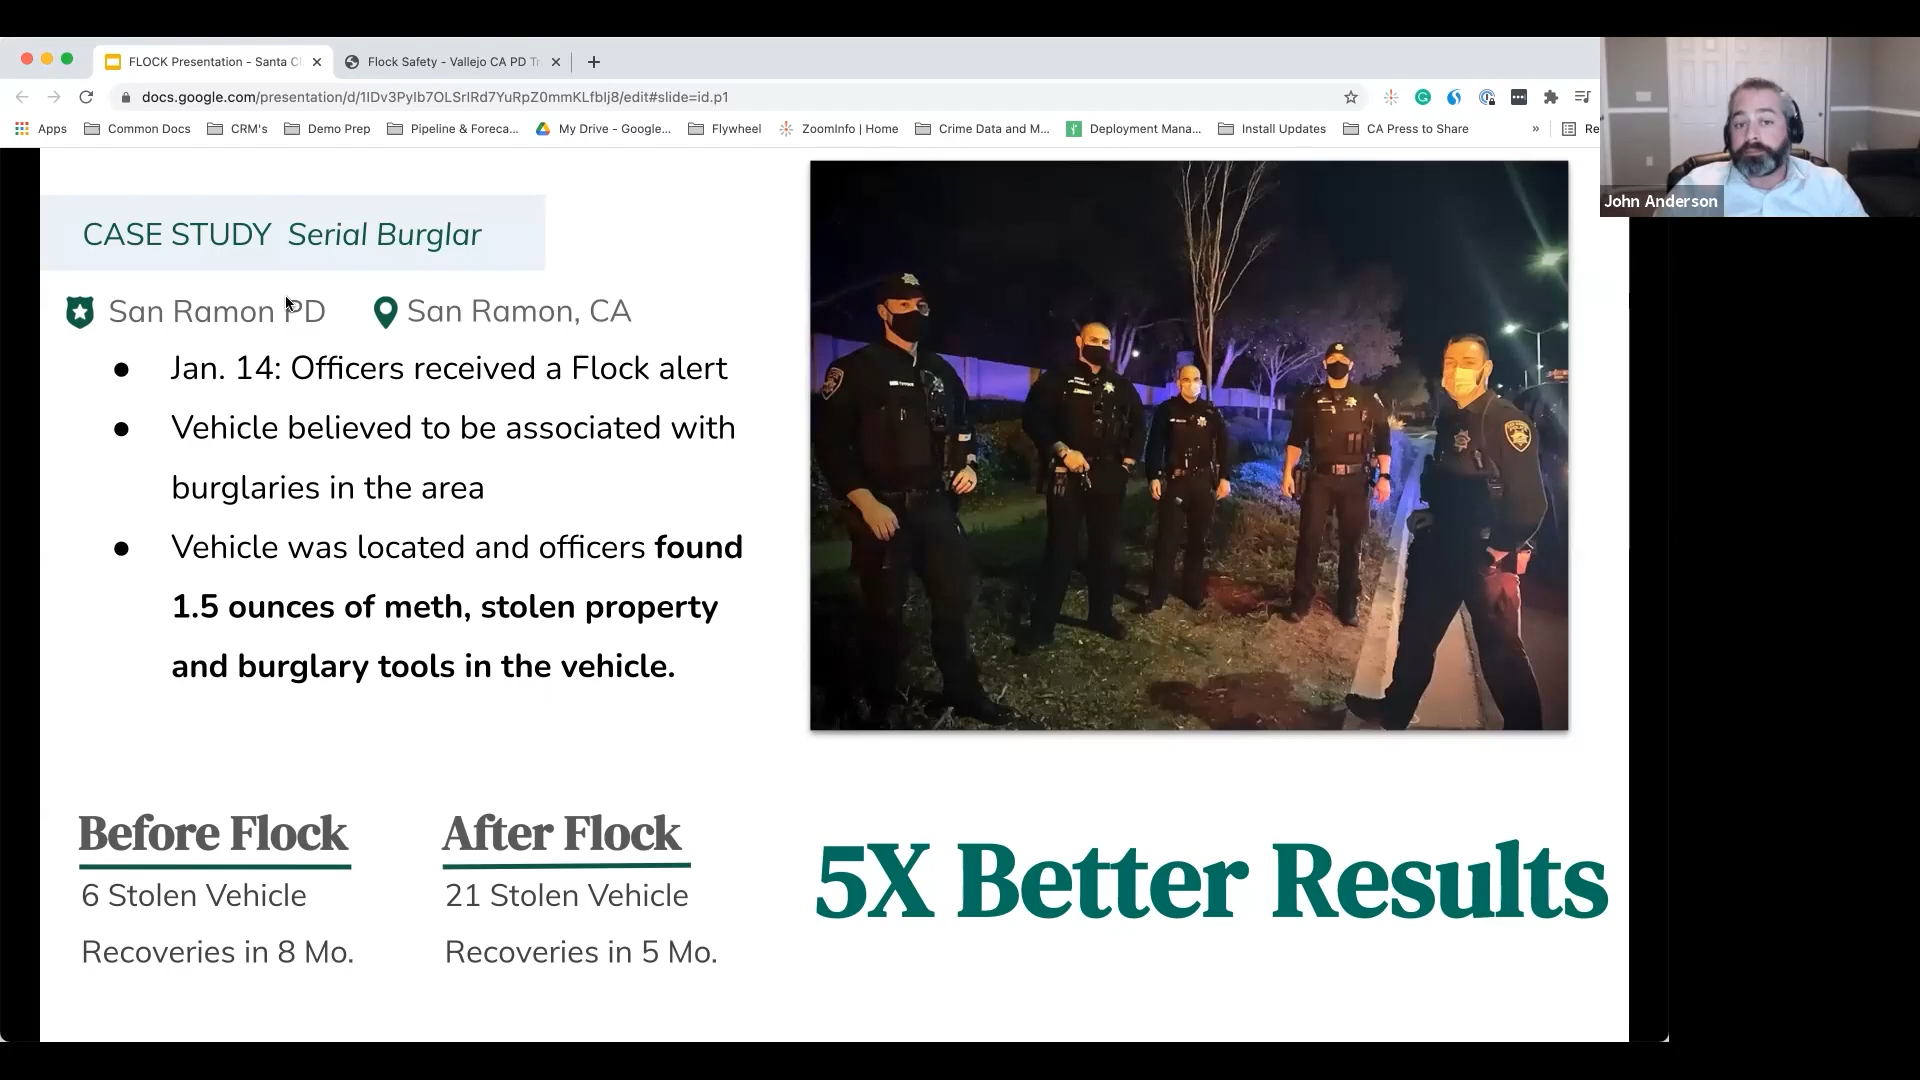 FLOCK Presentation - Santa C
Flock Safety - Vallejo CA PD Tr
docs.google.com/presentation/d/1IDv3PyIb7OLSrIRd7YuRpZ0mmKLfbIj8/edit#slide=id.p1
Apps Common Docs CRM's Demo Prep Pipeline & Foreca... My Drive - Google... Flywheel ZoomInfo | Home Crime Data and M... Deployment Mana... Install Updates CA Press to Share » Re
John Anderson
CASE STUDY Serial Burglar
San Ramon PD San Ramon, CA
● Jan. 14: Officers received a Flock alert
● Vehicle believed to be associated with
burglaries in the area
● Vehicle was located and officers found
1.5 ounces of meth, stolen property
and burglary tools in the vehicle.
Before Flock
6 Stolen Vehicle
Recoveries in 8 Mo.
After Flock
21 Stolen Vehicle
Recoveries in 5 Mo.
5X Better Results